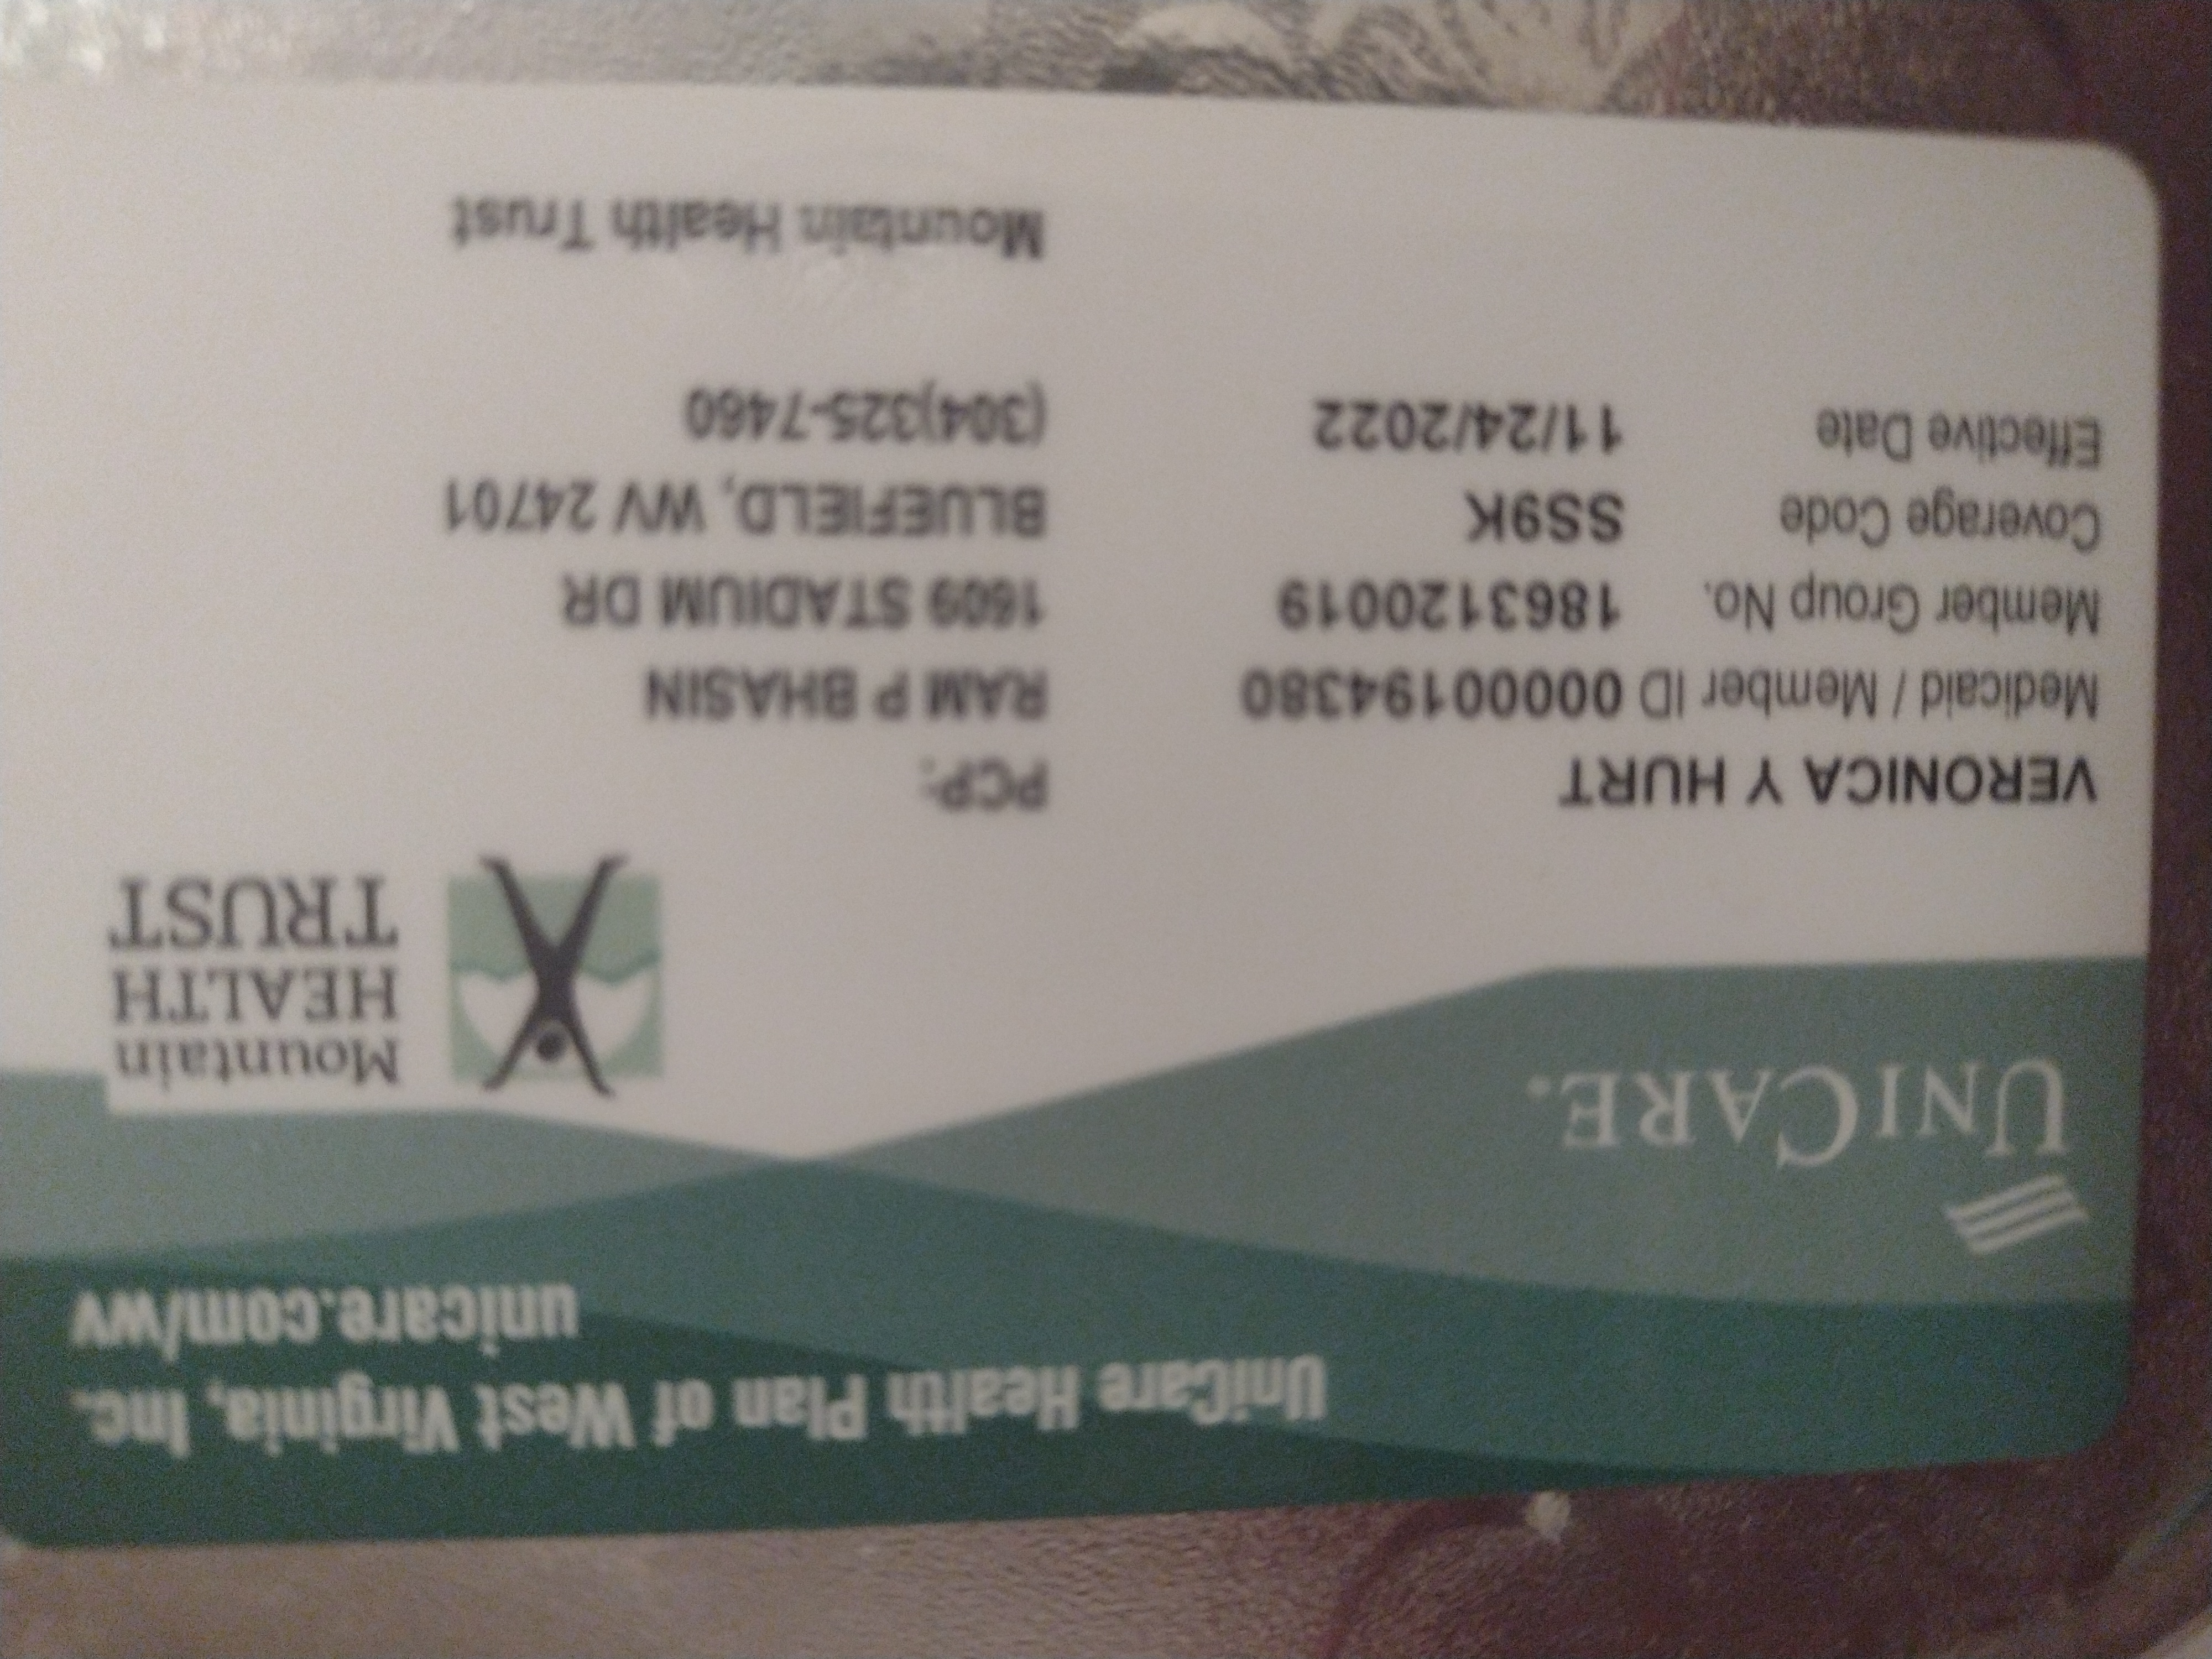 UniCare Health Plan of West Virginia, Inc.
unicare.com/wv
UNICARE.
Mountain
HEALTH
TRUST
VERONICA Y HURT
Medicaid / Member ID 00000194380
Member Group No. 1863120019
Coverage Code SS9K
Effective Date 11/24/2022
PCP:
RAM P BHASIN
1609 STADIUM DR
BLUEFIELD, WV 24701
(304)325-7460
Mountain Health Trust